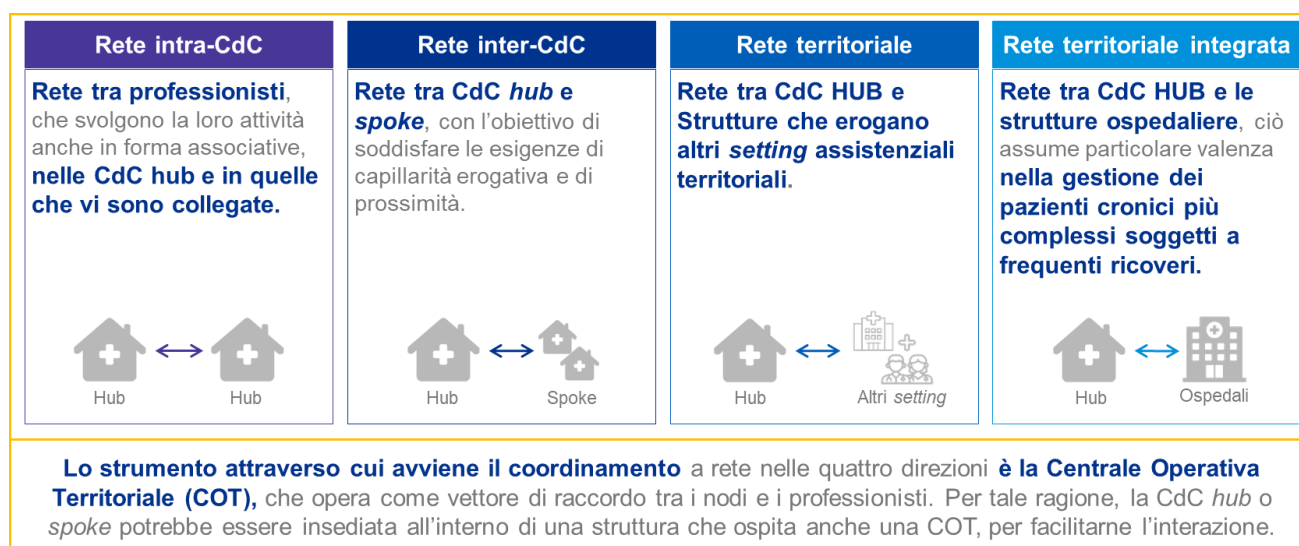 Rete intra-CdC
Rete tra professionisti,
che svolgono la loro attività
anche in forma associative,
nelle CdC hub e in quelle
che vi sono collegate.
Hub
Hub
Rete inter-CdC
Rete tra CdC hub e
spoke, con l’obiettivo di
soddisfare le esigenze di
capillarità erogativa e di
prossimità.
Hub
Spoke
Rete territoriale
Rete tra CdC HUB e
Strutture che erogano
altri setting assistenziali
territoriali.
Hub
Altri setting
Rete territoriale integrata
Rete tra CdC HUB e le
strutture ospedaliere, ciò
assume particolare valenza
nella gestione dei
pazienti cronici più
complessi soggetti a
frequenti ricoveri.
Hub
Ospedali
Lo strumento attraverso cui avviene il coordinamento a rete nelle quattro direzioni è la Centrale Operativa
Territoriale (COT), che opera come vettore di raccordo tra i nodi e i professionisti. Per tale ragione, la CdC hub o
spoke potrebbe essere insediata all’interno di una struttura che ospita anche una COT, per facilitarne l’interazione.